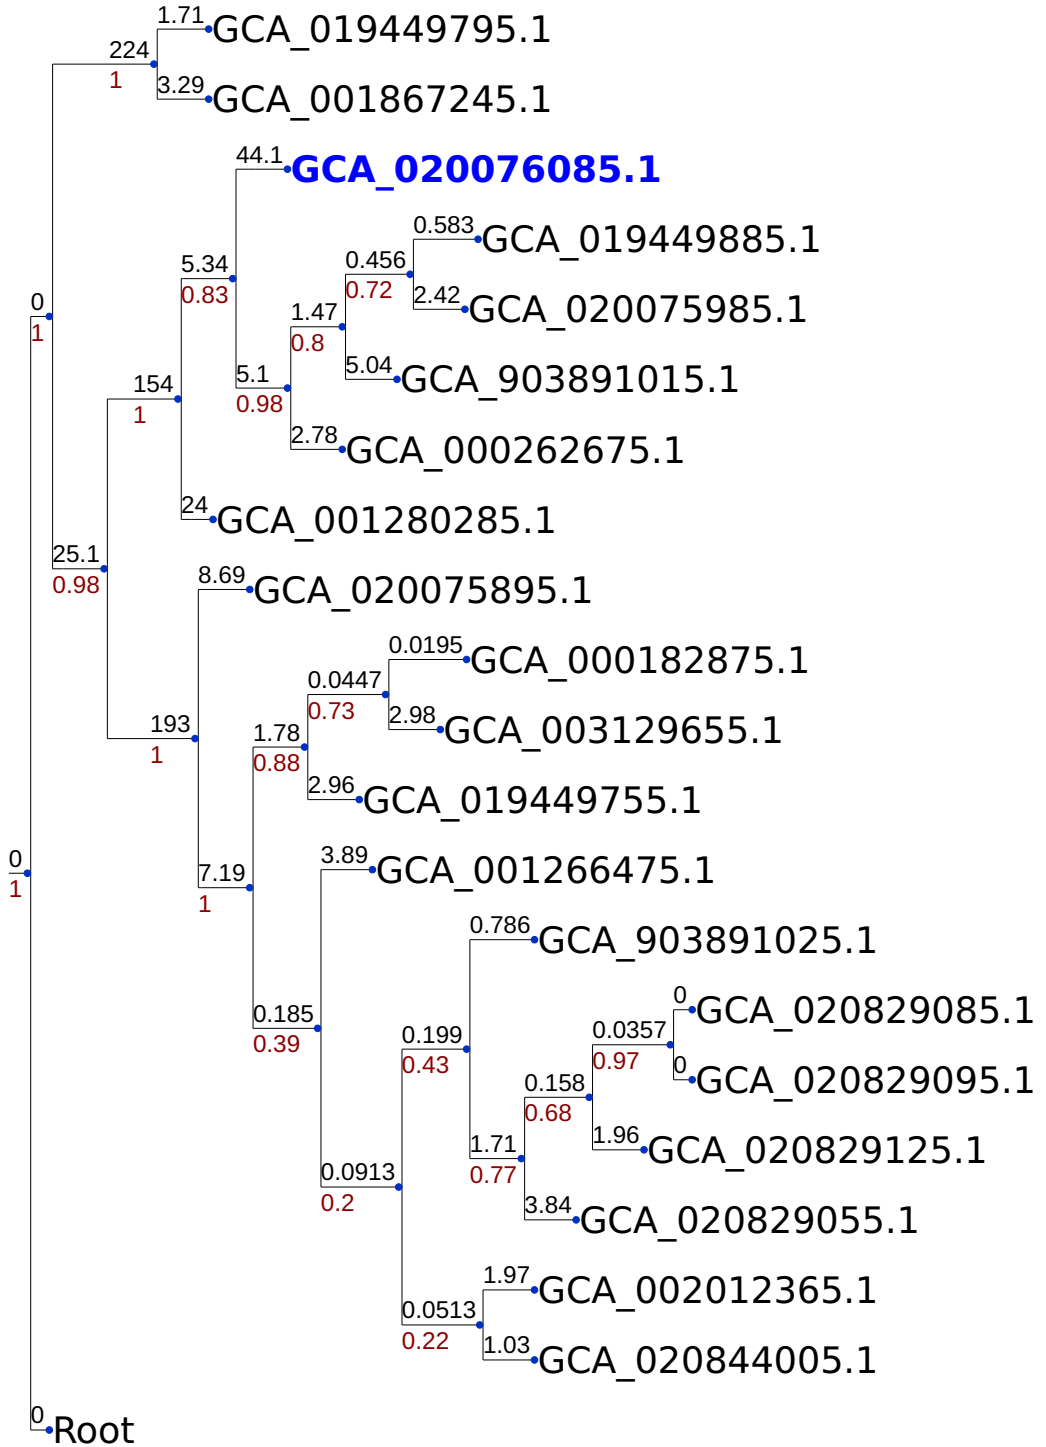 1.71
GCA_019449795.1
224
1
3.29
GCA_001867245.1
44.1
GCA_020076085.1
0.583
GCA_019449885.1
0.456
0.72
5.34
0.83
2.42
GCA_020075985.1
0
1
1.47
0.8
5.04
GCA_903891015.1
5.1
0.98
154
1
2.78
GCA_000262675.1
24
GCA_001280285.1
25.1
0.98
8.69
GCA_020075895.1
0.0195
GCA_000182875.1
0.0447
0.73
2.98
GCA_003129655.1
193
1
1.78
0.88
2.96
GCA_019449755.1
0
1
3.89
GCA_001266475.1
7.19
1
0.786
GCA_903891025.1
0
GCA_020829085.1
0.185
0.39
0.199
0.43
0.0357
0.97
0
GCA_020829095.1
0.158
0.68
1.96
GCA_020829125.1
1.71
0.77
0.0913
0.2
3.84
GCA_020829055.1
1.97
GCA_002012365.1
0.0513
0.22
1.03
GCA_020844005.1
0
Root